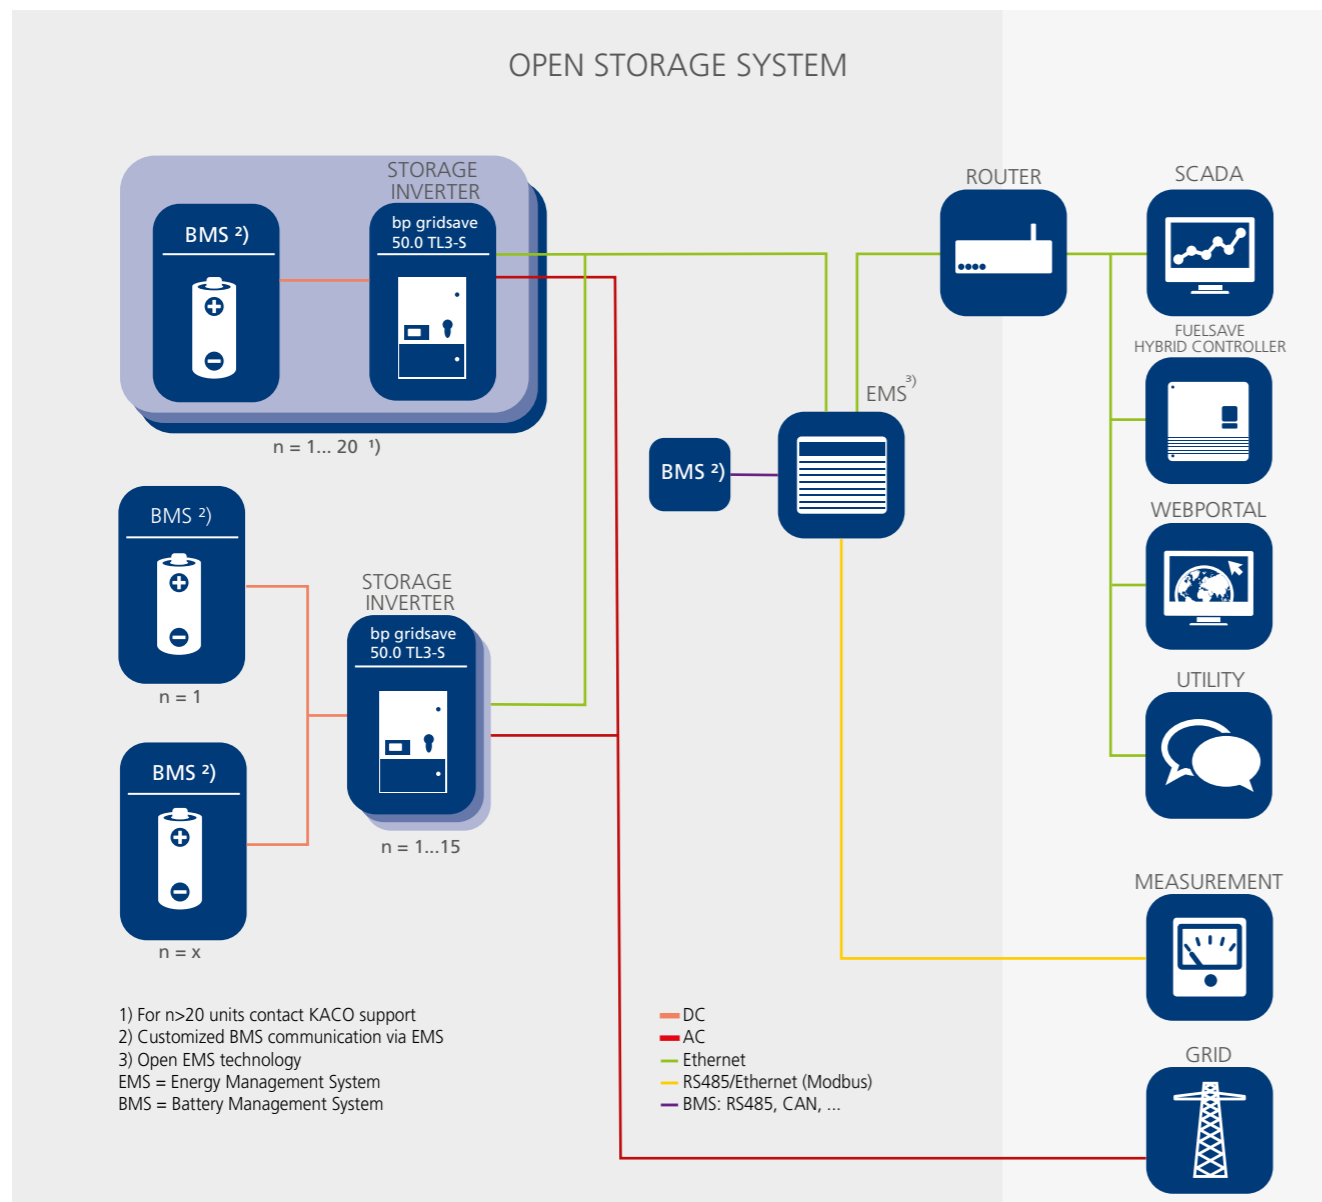 OPEN STORAGE SYSTEM
STORAGE
INVERTER
BMS ²)
bp gridsave
50.0 TL3-S
n = 1... 20 ¹)
ROUTER
SCADA
FUELSAVE
HYBRID CONTROLLER
EMS³)
BMS ²)
WEBPORTAL
BMS ²)
n = 1
STORAGE
INVERTER
bp gridsave
50.0 TL3-S
n = 1...15
UTILITY
BMS ²)
n = x
MEASUREMENT
GRID
1) For n>20 units contact KACO support
2) Customized BMS communication via EMS
3) Open EMS technology
EMS = Energy Management System
BMS = Battery Management System
DC
AC
Ethernet
RS485/Ethernet (Modbus)
BMS: RS485, CAN, ...